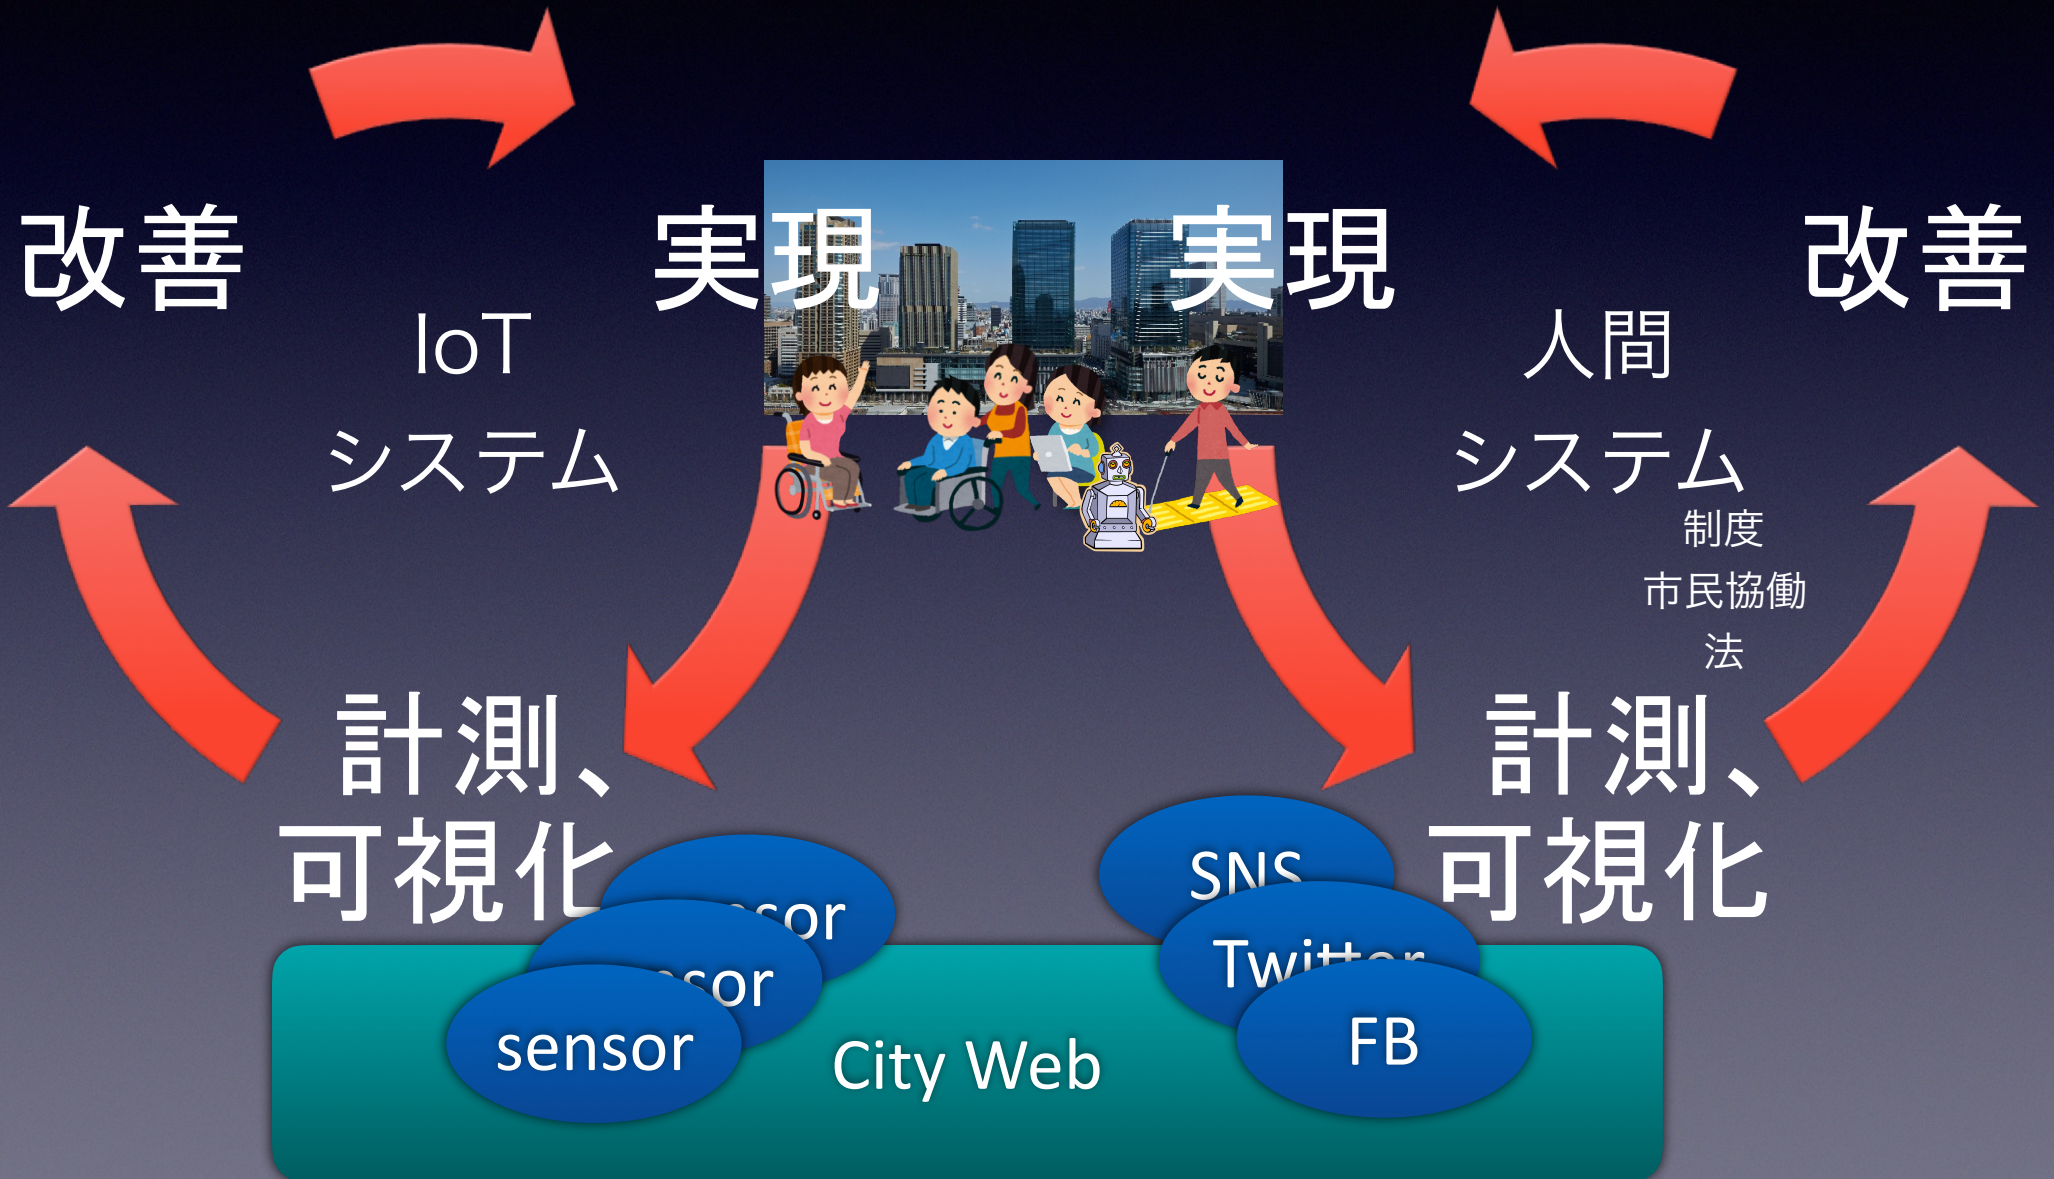 改善
実現
実現
改善
IoT
システム
人間
システム
制度
市民協働
法
計測、
可視化
計測、
可視化
SNS
Twitter
FB
sensor
City Web